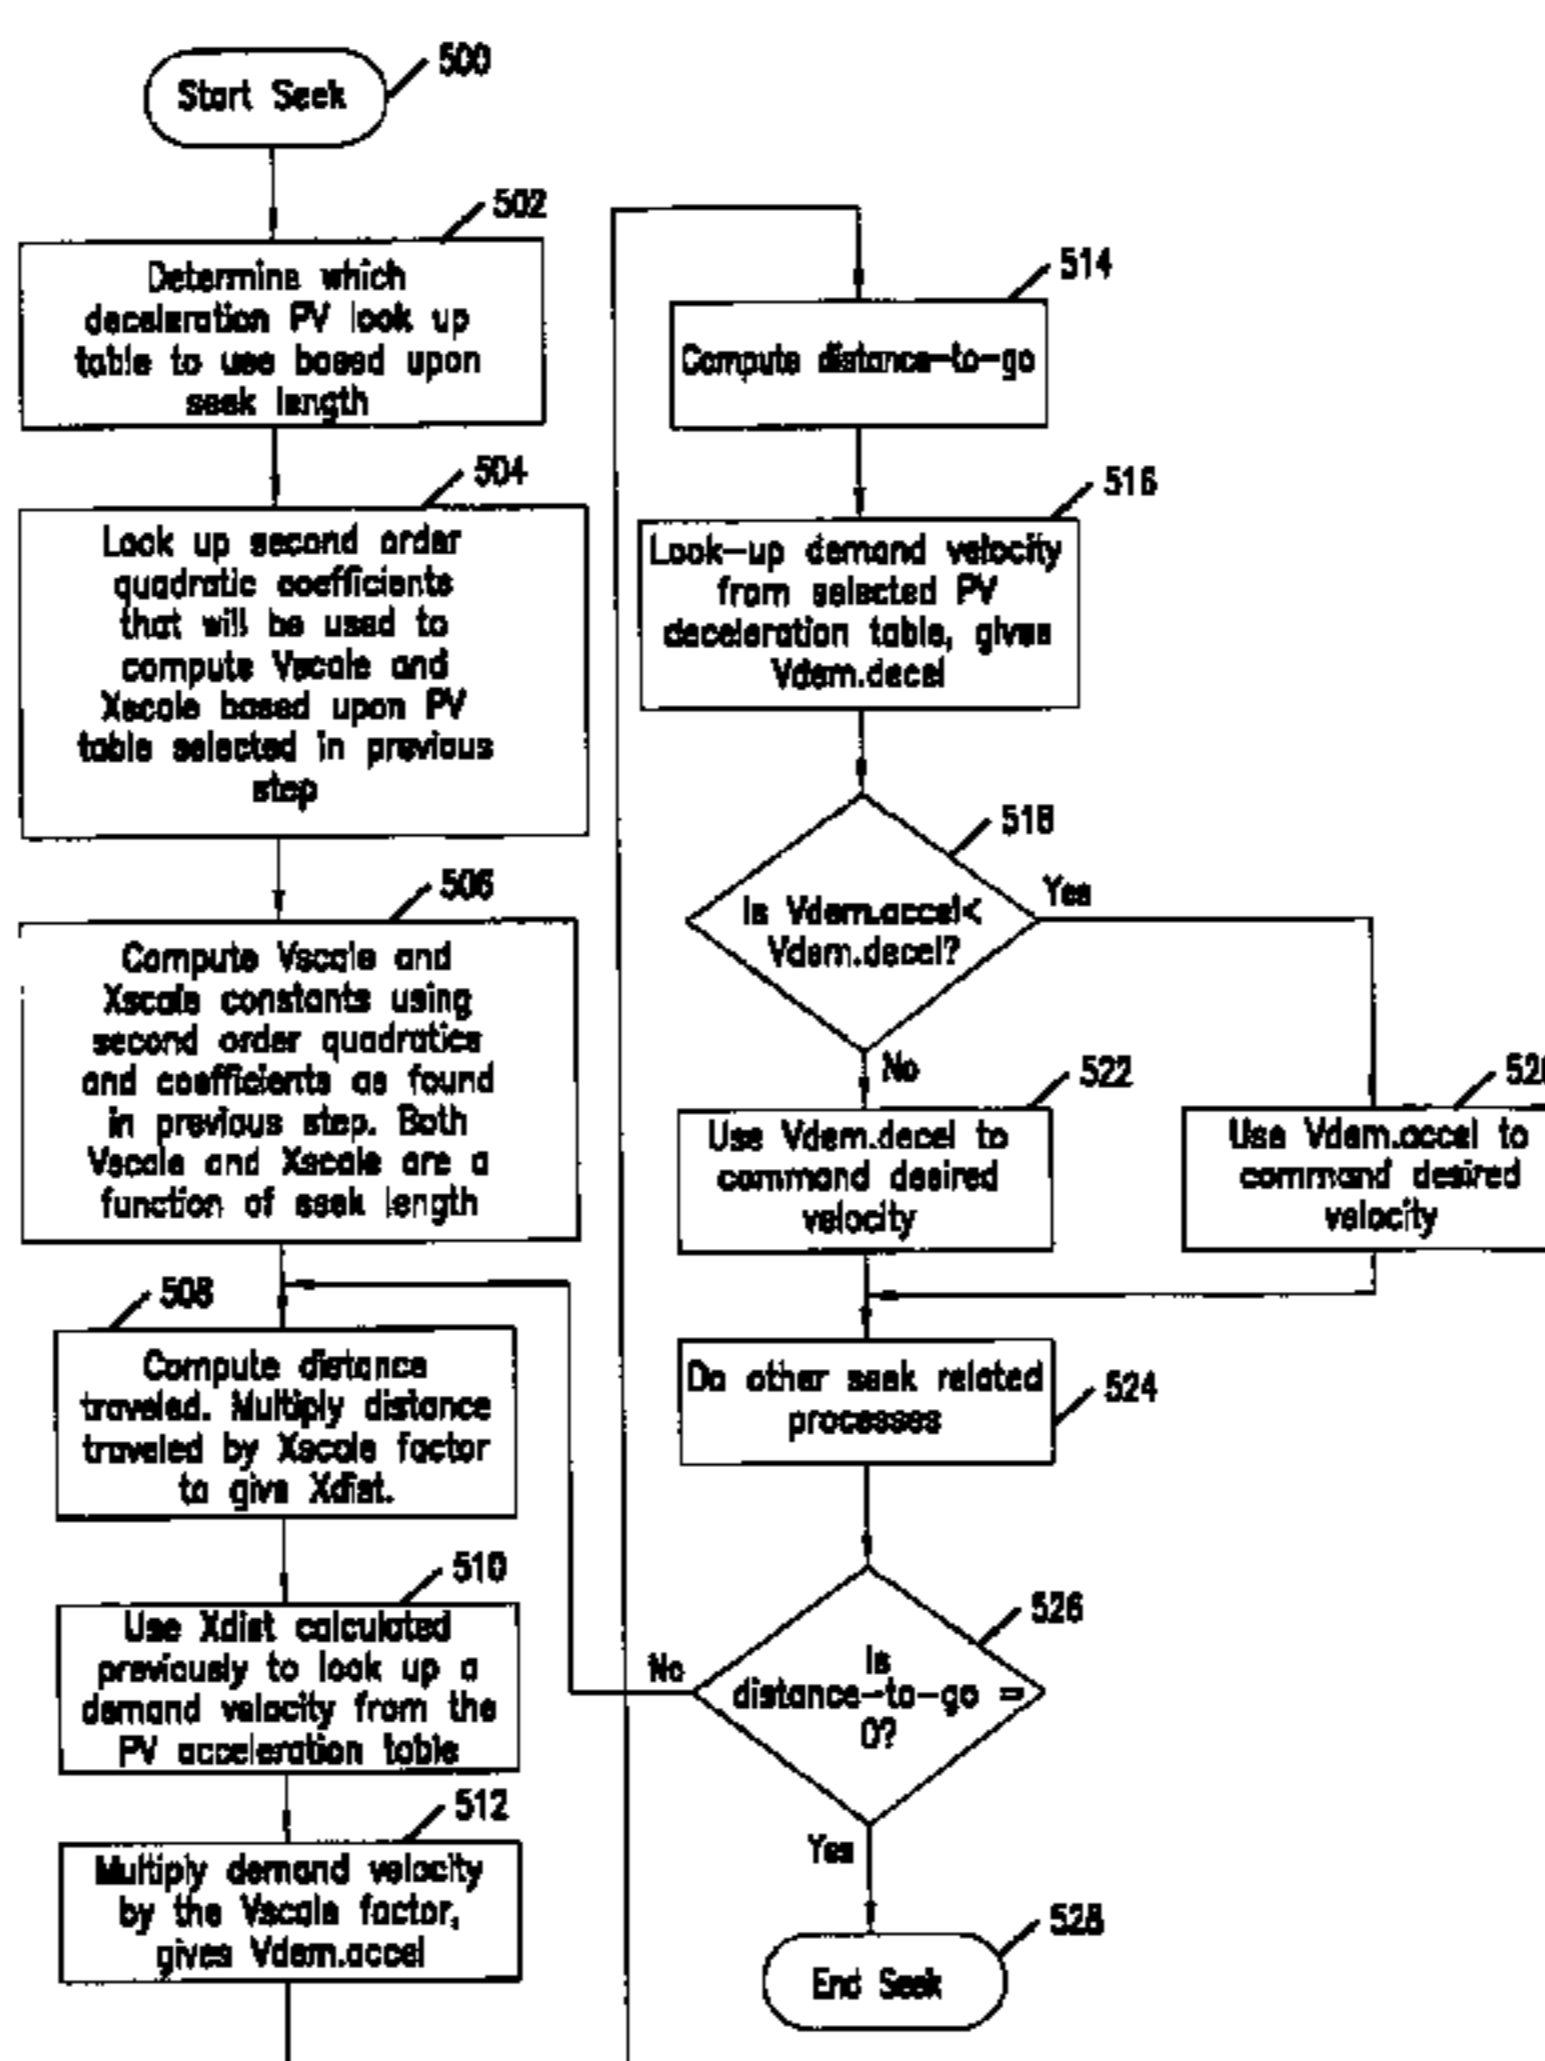 500
Start Seek
502
Determine which
deceleration PV look up
table to use based upon
seek length
504
Look up second order
quadratic coefficients
that will be used to
compute Vscale and
Xscale based upon PV
table selected in previous
step
506
Compute Vscale and
Xscale constants using
second order quadratics
and coefficients as found
in previous step. Both
Vscale and Xscale are a
function of seek length
508
Compute distance
traveled. Multiply distance
traveled by Xscale factor
to give Xdist.
510
Use Xdist calculated
previously to look up a
demand velocity from the
PV acceleration table
512
Multiply demand velocity
by the Vscale factor,
gives Vdem.accel
514
Compute distance-to-go
516
Look-up demand velocity
from selected PV
deceleration table, gives
Vdem.decel
518
Is Vdem.accel<
Vdem.decel?
Yes
No
522
Use Vdem.decel to
command desired
velocity
Use Vdem.accel to
command desired
velocity
524
Do other seek related
processes
526
Is
distance-to-go =
0?
No
Yes
528
End Seek